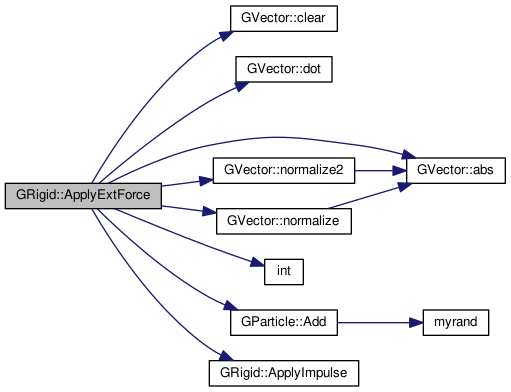 GVector::clear
GVector::dot
GVector::normalize2
GVector::abs
GRigid::ApplyExtForce
GVector::normalize
int
GParticle::Add
myrand
GRigid::ApplyImpulse